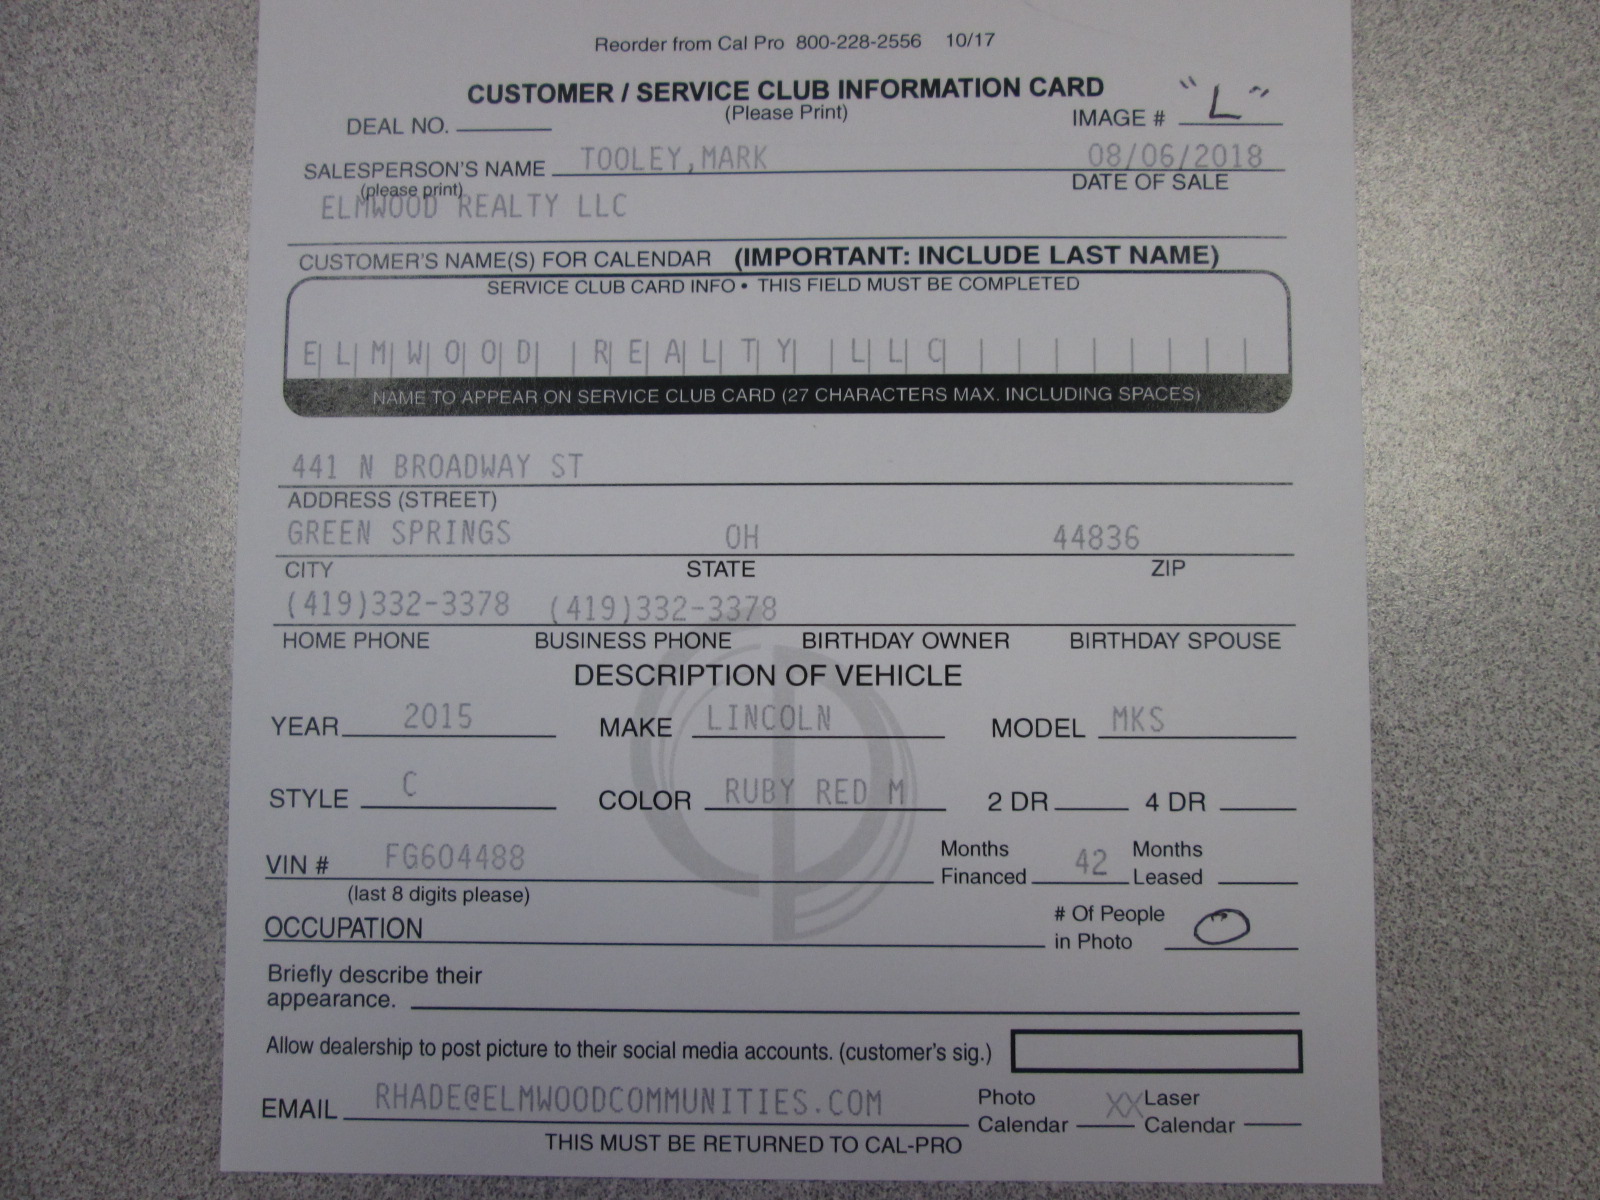 Reorder from Cal Pro 800-228-2556 10/17
CUSTOMER / SERVICE CLUB INFORMATION CARD
(Please Print)
DEAL NO.
IMAGE # "L"
SALESPERSON'S NAME TOOLEY,MARK 08/06/2018
(please print) DATE OF SALE
ELMWOOD REALTY LLC
CUSTOMER'S NAME(S) FOR CALENDAR (IMPORTANT: INCLUDE LAST NAME)
SERVICE CLUB CARD INFO • THIS FIELD MUST BE COMPLETED
ELMWOOD REALTY LLC
NAME TO APPEAR ON SERVICE CLUB CARD (27 CHARACTERS MAX. INCLUDING SPACES)
441 N BROADWAY ST
ADDRESS (STREET)
GREEN SPRINGS OH 44836
CITY STATE ZIP
(419)332-3378 (419)332-3378
HOME PHONE BUSINESS PHONE BIRTHDAY OWNER BIRTHDAY SPOUSE
DESCRIPTION OF VEHICLE
YEAR 2015 MAKE LINCOLN MODEL MKS
STYLE C COLOR RUBY RED M 2 DR 4 DR
VIN # FG604488 Months Financed 42 Months Leased
(last 8 digits please)
OCCUPATION # Of People in Photo 0
Briefly describe their
appearance.
Allow dealership to post picture to their social media accounts. (customer's sig.)
EMAIL RHADE@ELMWOODCOMMUNITIES.COM Photo Calendar XX Laser Calendar
THIS MUST BE RETURNED TO CAL-PRO